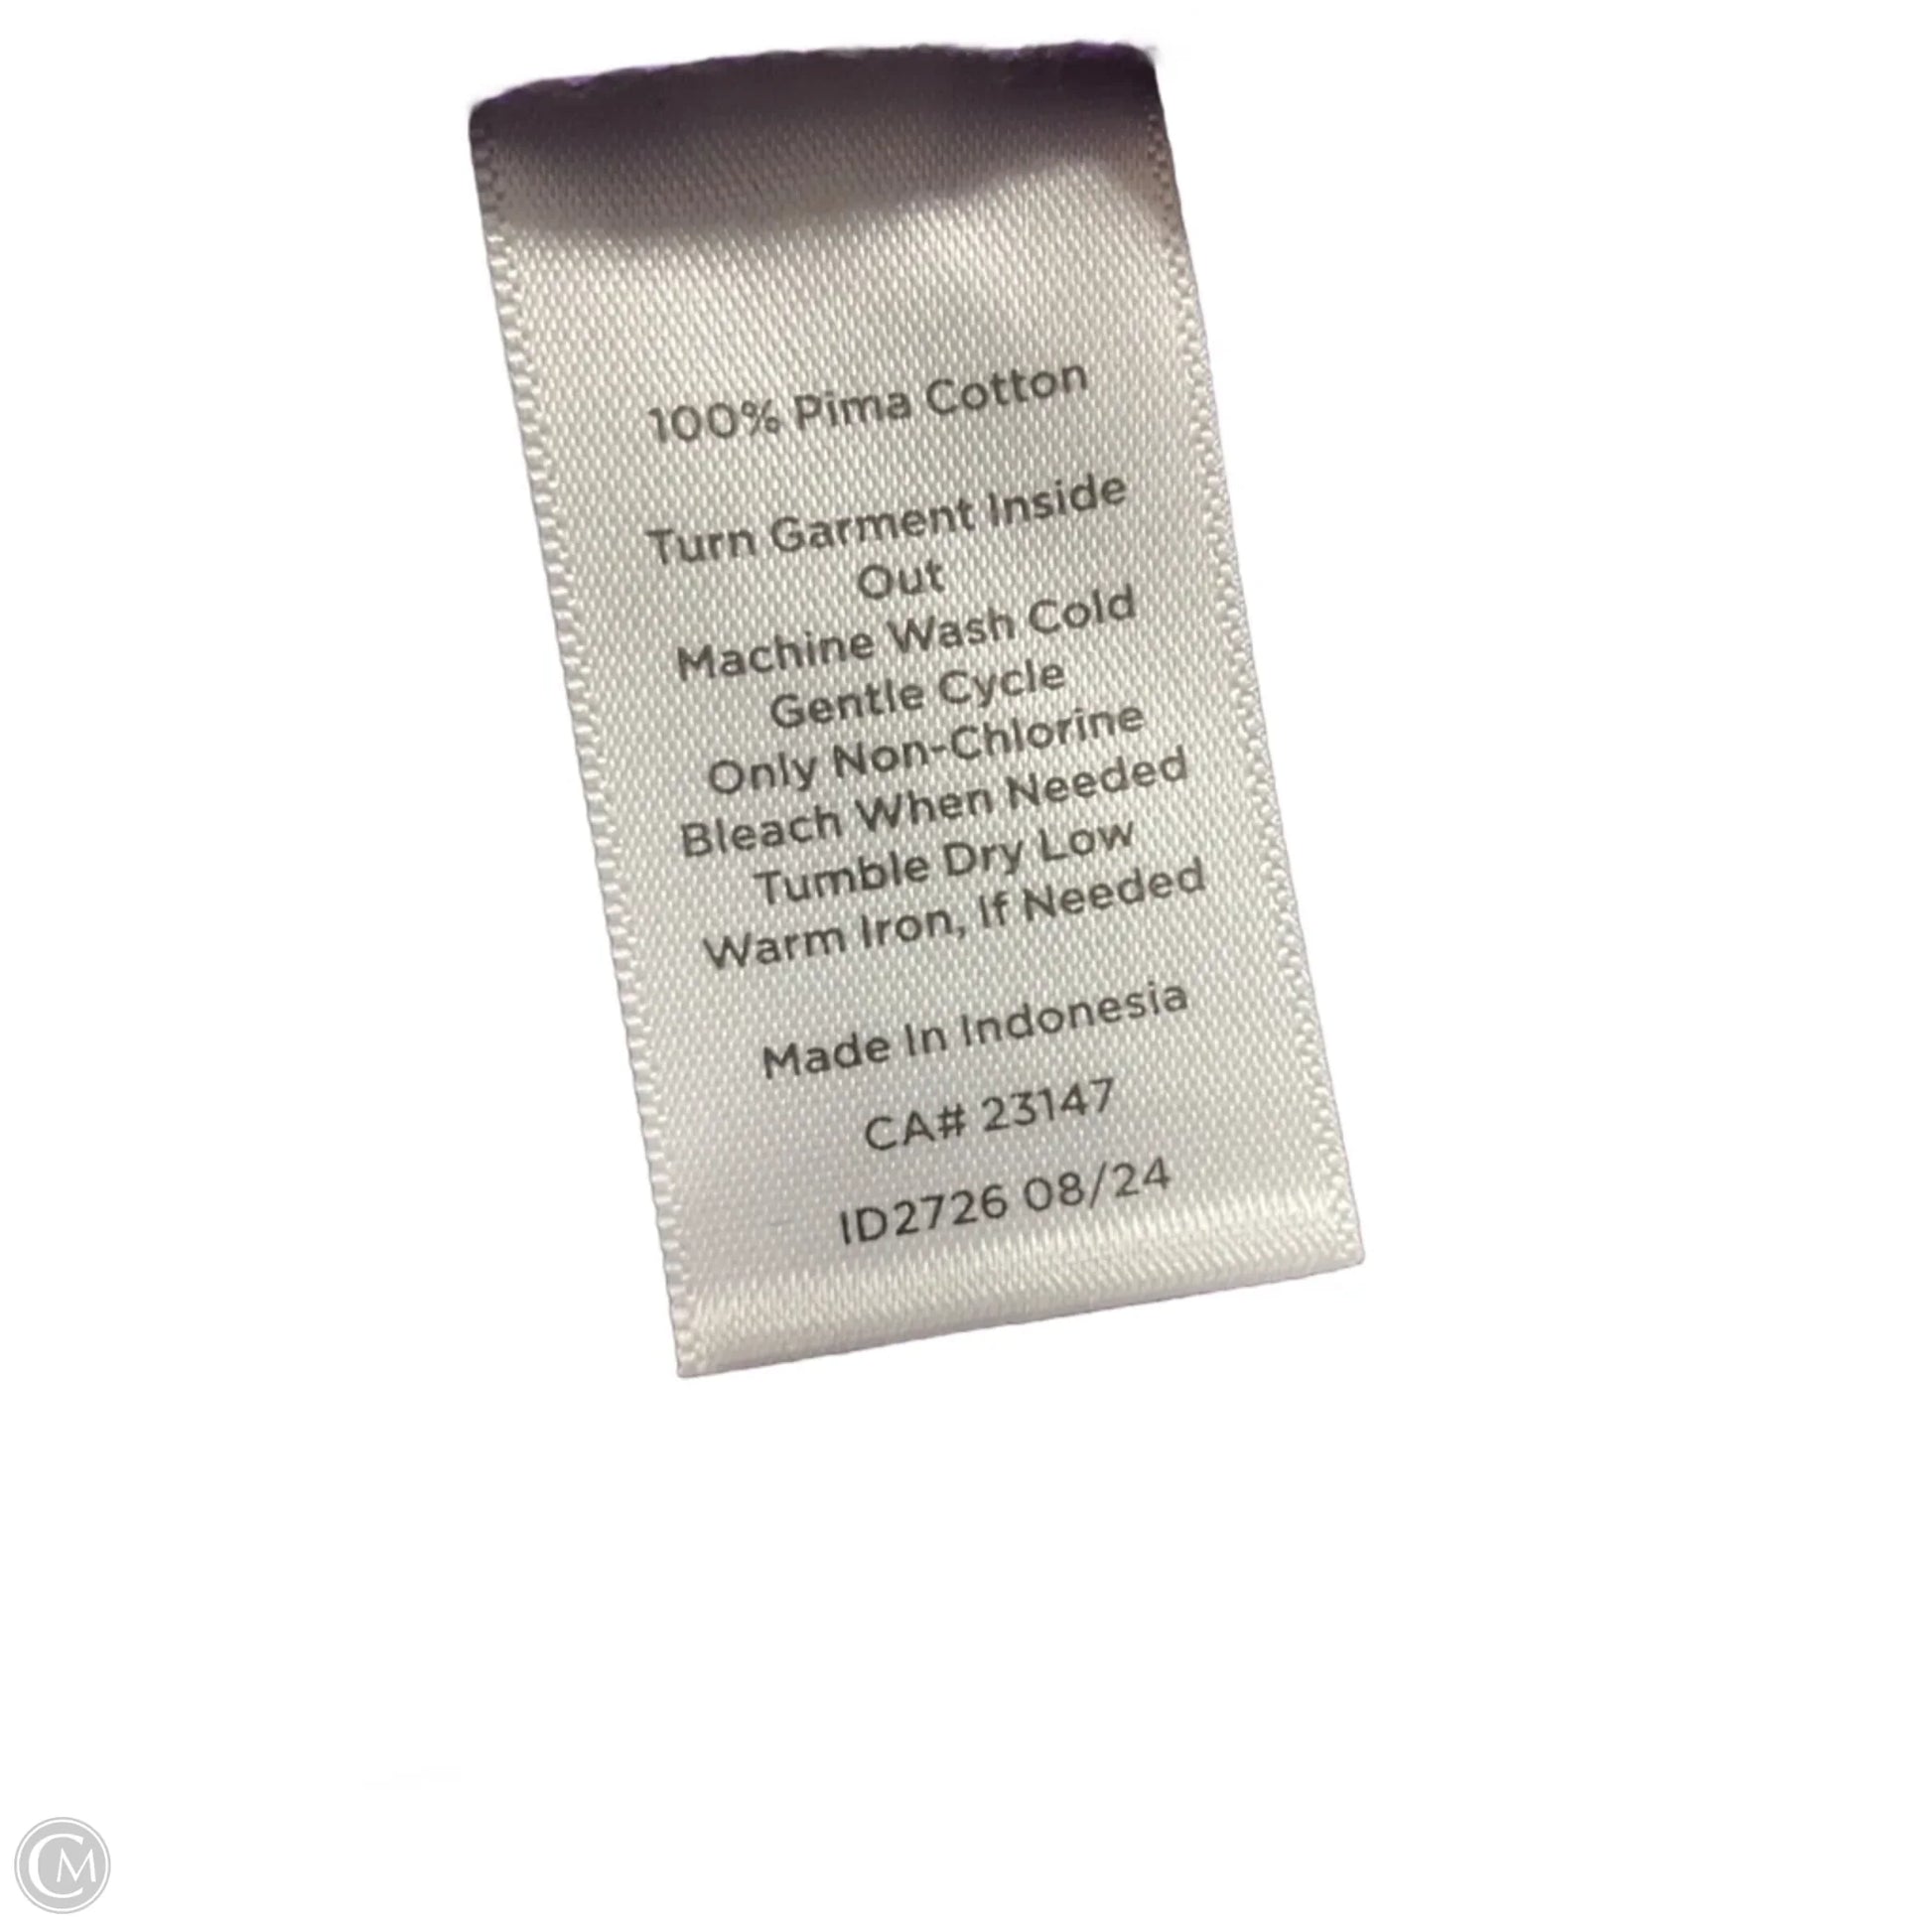 100% Pima Cotton
Turn Garment Inside
Out
Machine Wash Cold
Gentle Cycle
Only Non-Chlorine
Bleach When Needed
Tumble Dry Low
Warm Iron, If Needed
Made In Indonesia
CA# 23147
ID2726 08/24
CM